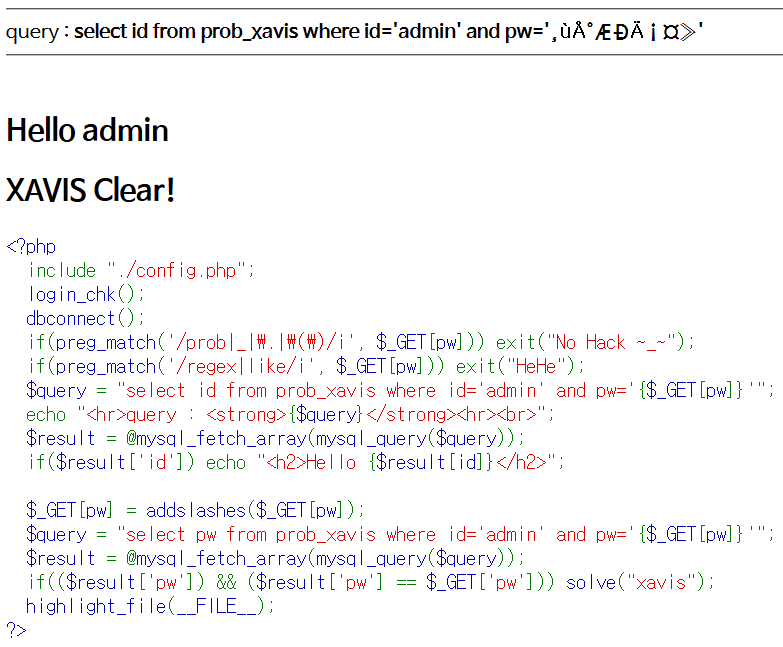 query : select id from prob_xavis where id='admin' and pw='¸ùÅ°ÆÐÄ¡¤»'
Hello admin
XAVIS Clear!
<?php
  include "./config.php";
  login_chk();
  dbconnect();
  if(preg_match('/prob|_|₩.|₩(₩)/i', $_GET[pw])) exit("No Hack ~_~");
  if(preg_match('/regex|like/i', $_GET[pw])) exit("HeHe");
  $query = "select id from prob_xavis where id='admin' and pw='{$_GET[pw]}'";
  echo "<hr>query : <strong>{$query}</strong><hr><br>";
  $result = @mysql_fetch_array(mysql_query($query));
  if($result['id']) echo "<h2>Hello {$result[id]}</h2>";
  $_GET[pw] = addslashes($_GET[pw]);
  $query = "select pw from prob_xavis where id='admin' and pw='{$_GET[pw]}'";
  $result = @mysql_fetch_array(mysql_query($query));
  if(($result['pw']) && ($result['pw'] == $_GET['pw'])) solve("xavis");
  highlight_file(__FILE__);
?>